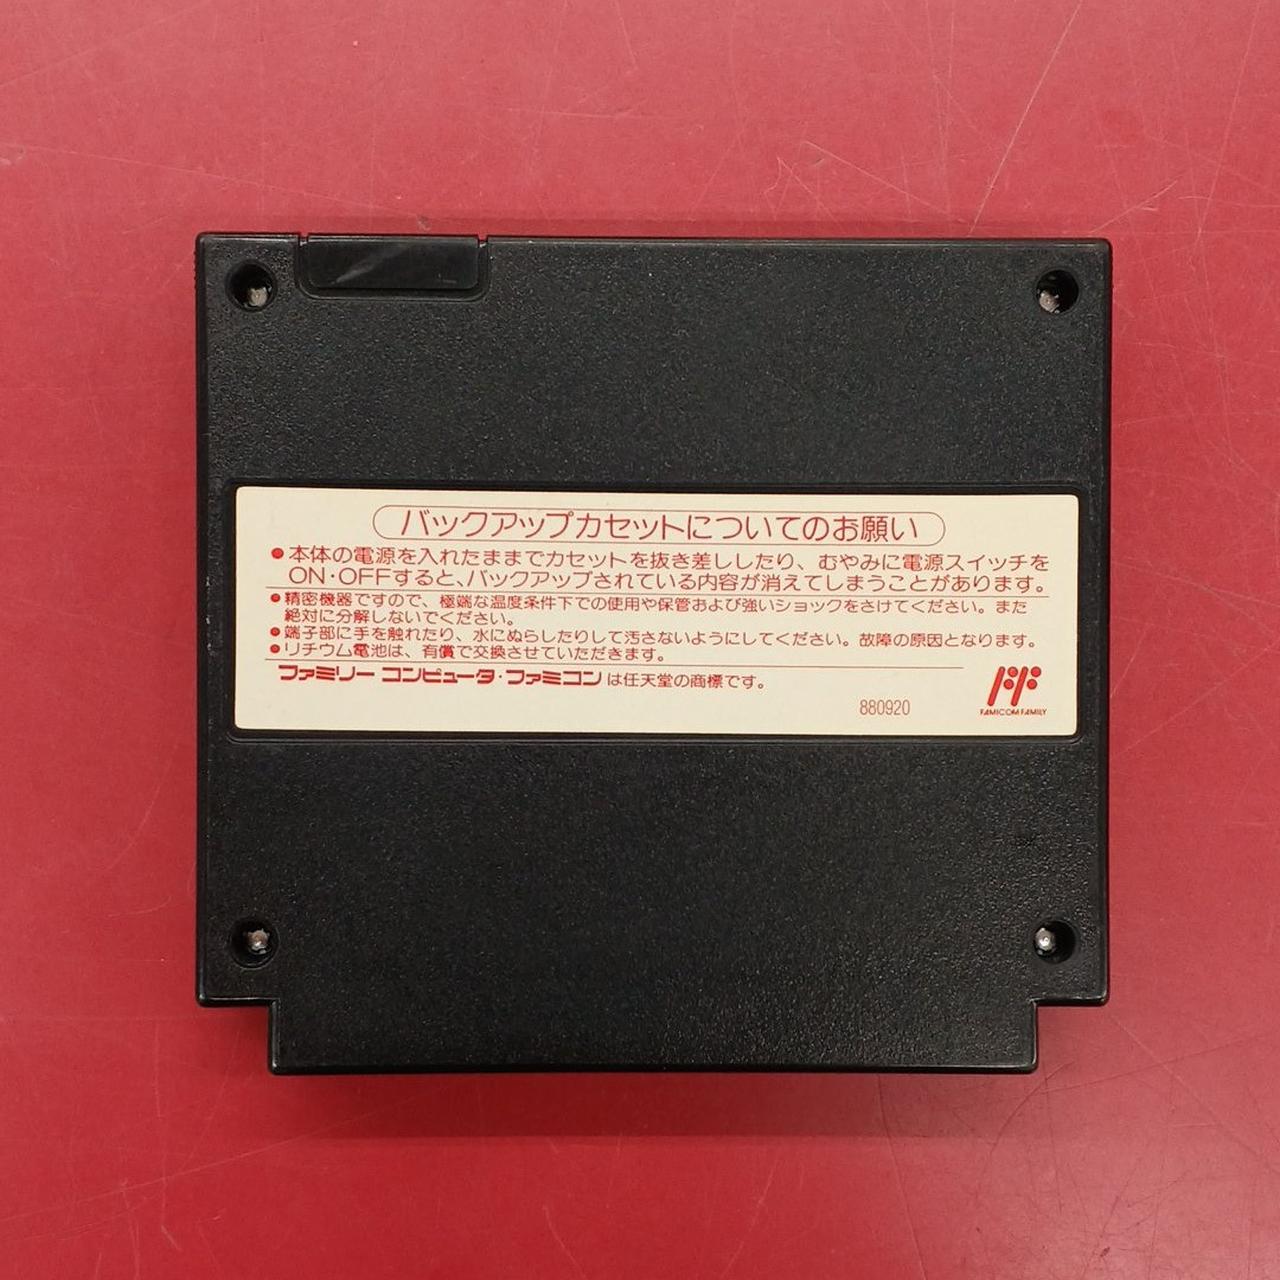 バックアップカセットについてのお願い
●本体の電源を入れたままでカセットを抜き差ししたり、むやみに電源スイッチを
ON・OFFすると、バックアップされている内容が消えてしまうことがあります。
●精密機器ですので、極端な温度条件下での使用や保管および強いショックをさけてください。また
絶対に分解しないでください。
●端子部に手を触れたり、水にぬらしたりして汚さないようにしてください。故障の原因となります。
●リチウム電池は、有償で交換させていただきます。
ファミリー コンピュータ・ファミコンは任天堂の商標です。
880920
FAMICOM FAMILY